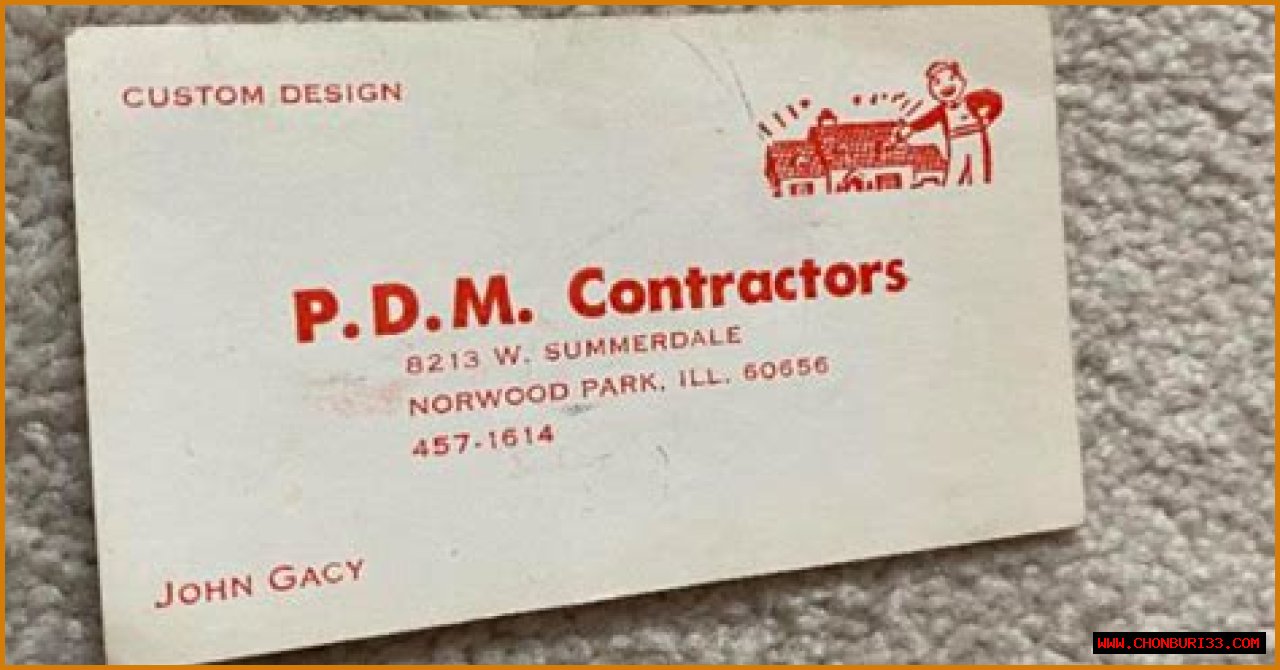 CUSTOM DESIGN
P.D.M. Contractors
8213 W. SUMMERDALE
NORWOOD PARK, ILL. 60656
457-1614
JOHN GACY
WWW.CHONBURI33.COM